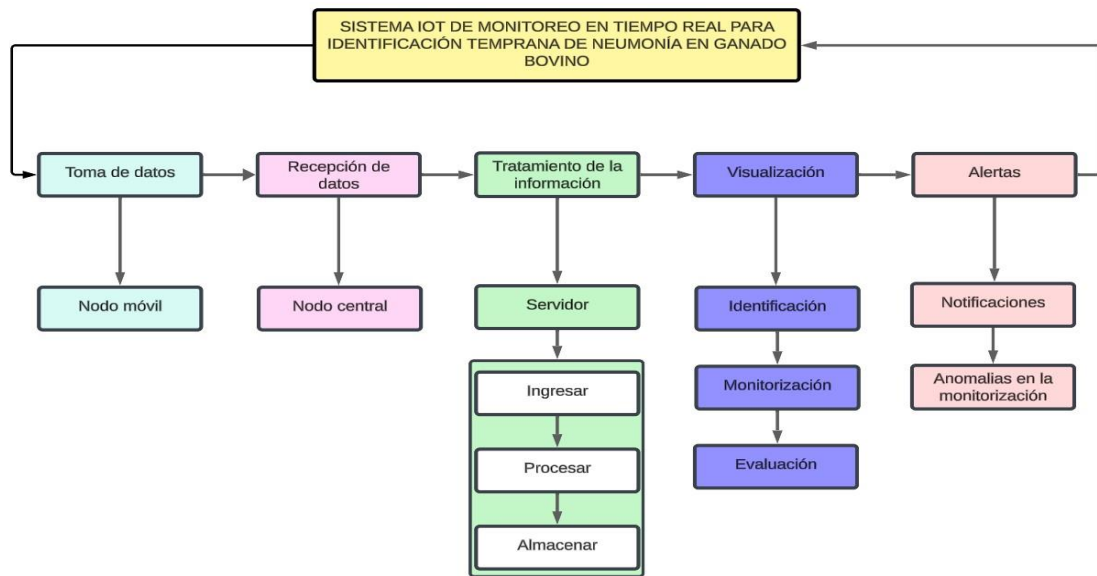 SISTEMA IOT DE MONITOREO EN TIEMPO REAL PARA
IDENTIFICACIÓN TEMPRANA DE NEUMONÍA EN GANADO
BOVINO
Toma de datos
Recepción de
datos
Tratamiento de la
información
Visualización
Alertas
Nodo móvil
Nodo central
Servidor
Identificación
Notificaciones
Ingresar
Monitorización
Anomalias en la
monitorización
Procesar
Evaluación
Almacenar